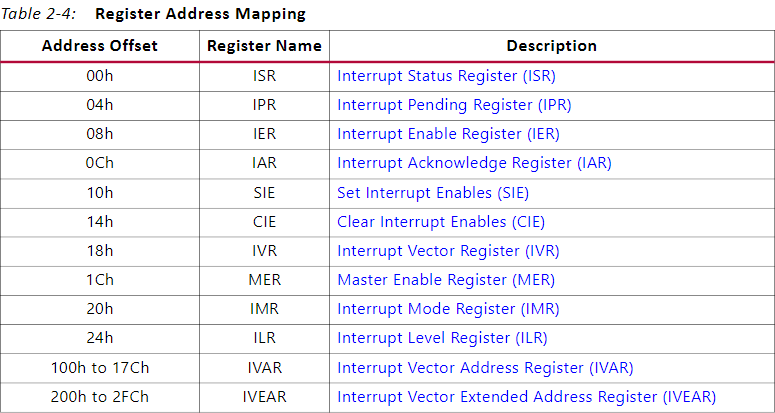 Table 2-4: Register Address Mapping
Address Offset Register Name Description
00h ISR Interrupt Status Register (ISR)
04h IPR Interrupt Pending Register (IPR)
08h IER Interrupt Enable Register (IER)
0Ch IAR Interrupt Acknowledge Register (IAR)
10h SIE Set Interrupt Enables (SIE)
14h CIE Clear Interrupt Enables (CIE)
18h IVR Interrupt Vector Register (IVR)
1Ch MER Master Enable Register (MER)
20h IMR Interrupt Mode Register (IMR)
24h ILR Interrupt Level Register (ILR)
100h to 17Ch IVAR Interrupt Vector Address Register (IVAR)
200h to 2FCh IVEAR Interrupt Vector Extended Address Register (IVEAR)